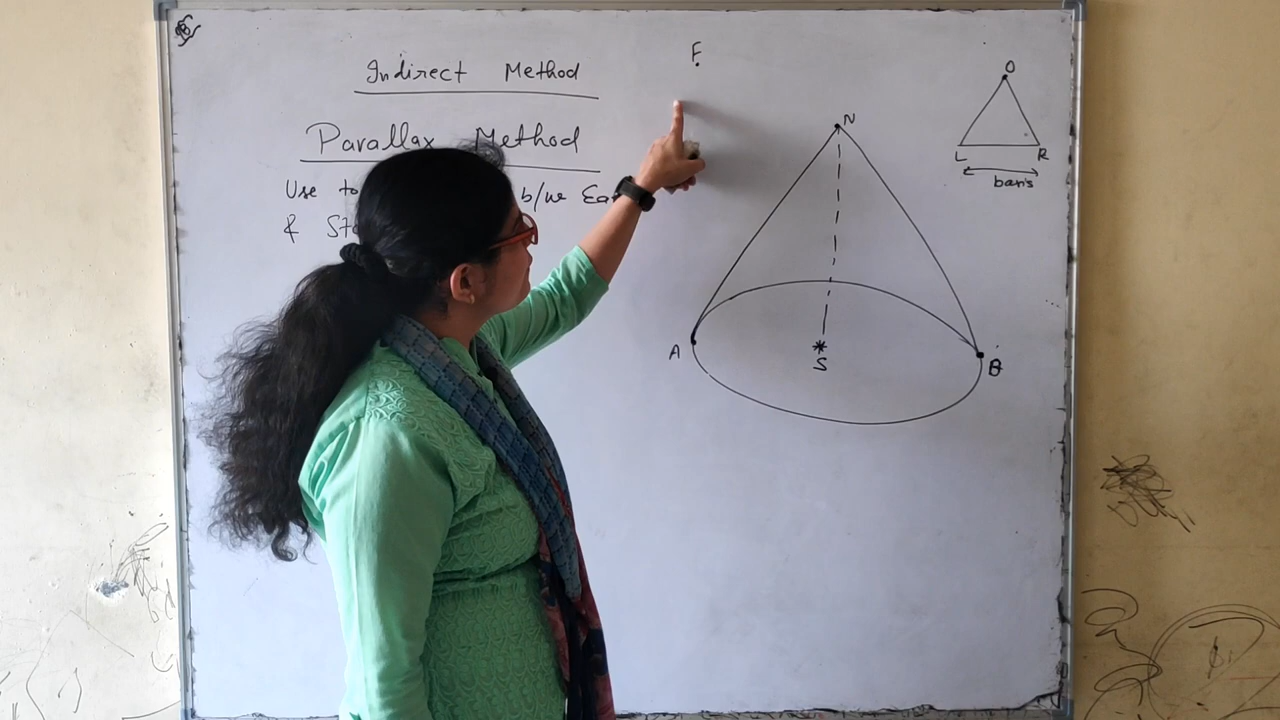 Indirect Method
Parallax Method
Use to b/w
&
F
N
A
S
B
O
L R
basis